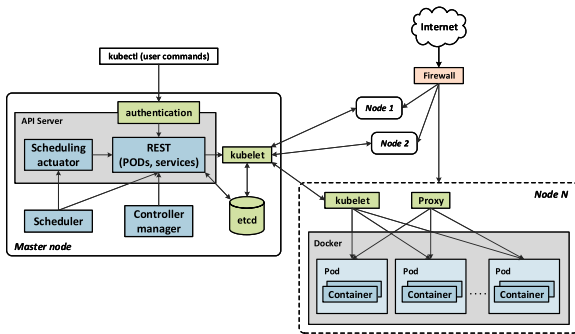 Internet
kubectl (user commands)
Firewall
authentication
Node 1
API Server
Node 2
Scheduling
actuator
REST
(PODs, services)
kubelet
Node N
kubelet
Proxy
Scheduler
Controller
manager
etcd
Master node
Docker
Pod
Container
Pod
Container
....
Pod
Container